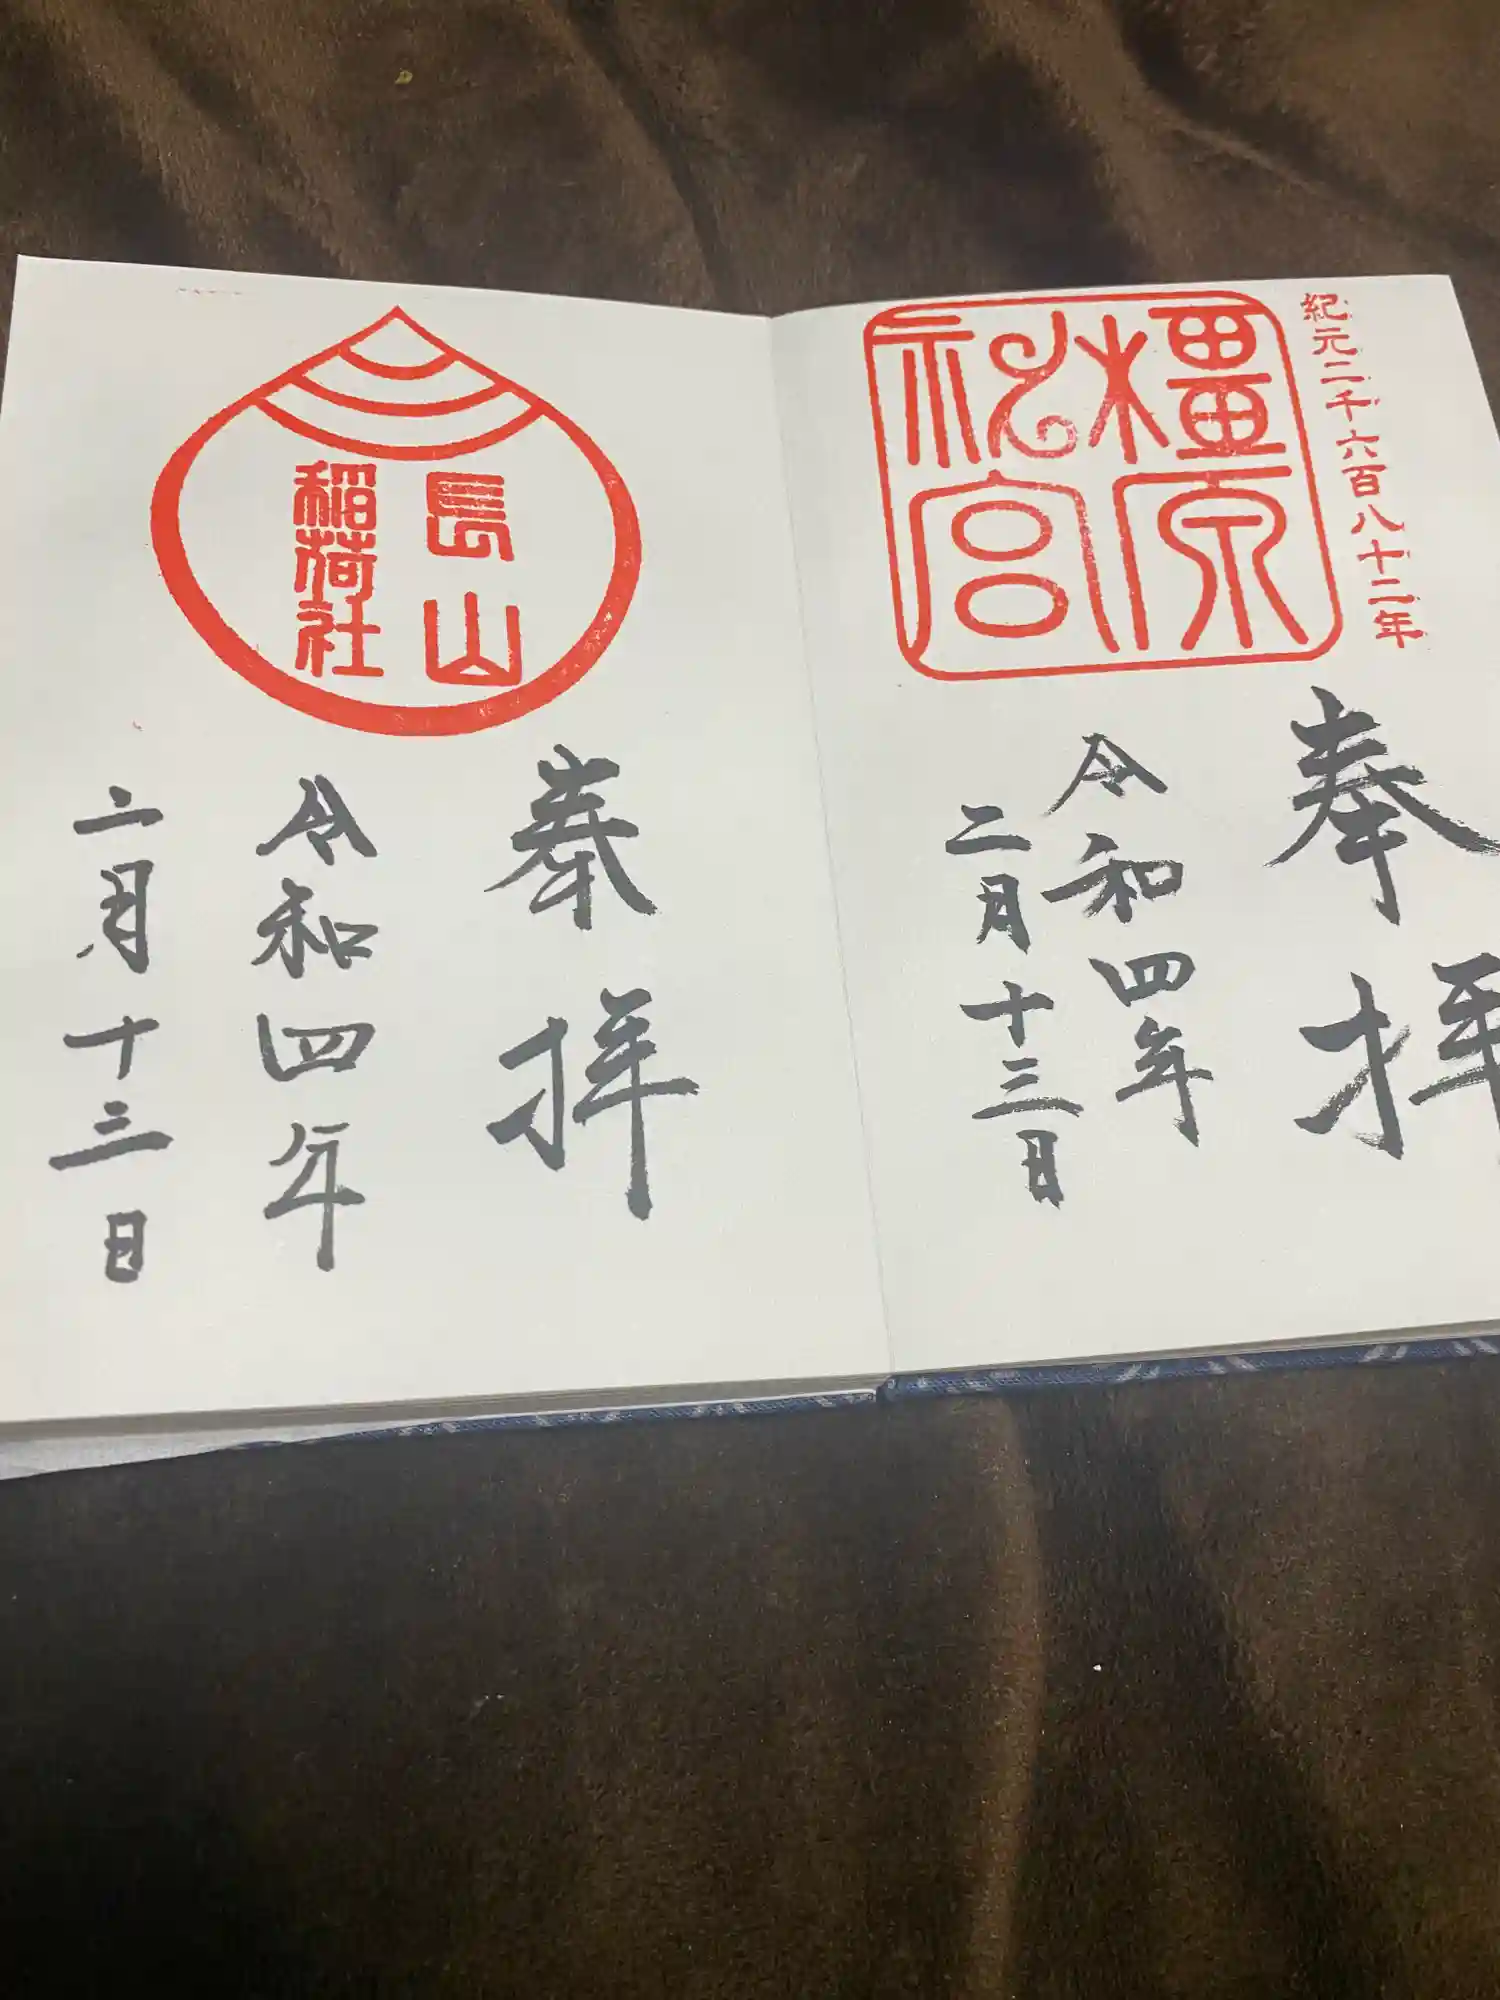 紀元二千六百八十二年
橿原
神宮
奉拝
令和四年
二月十三日
長山
稲荷社
奉拝
令和四年
二月十三日